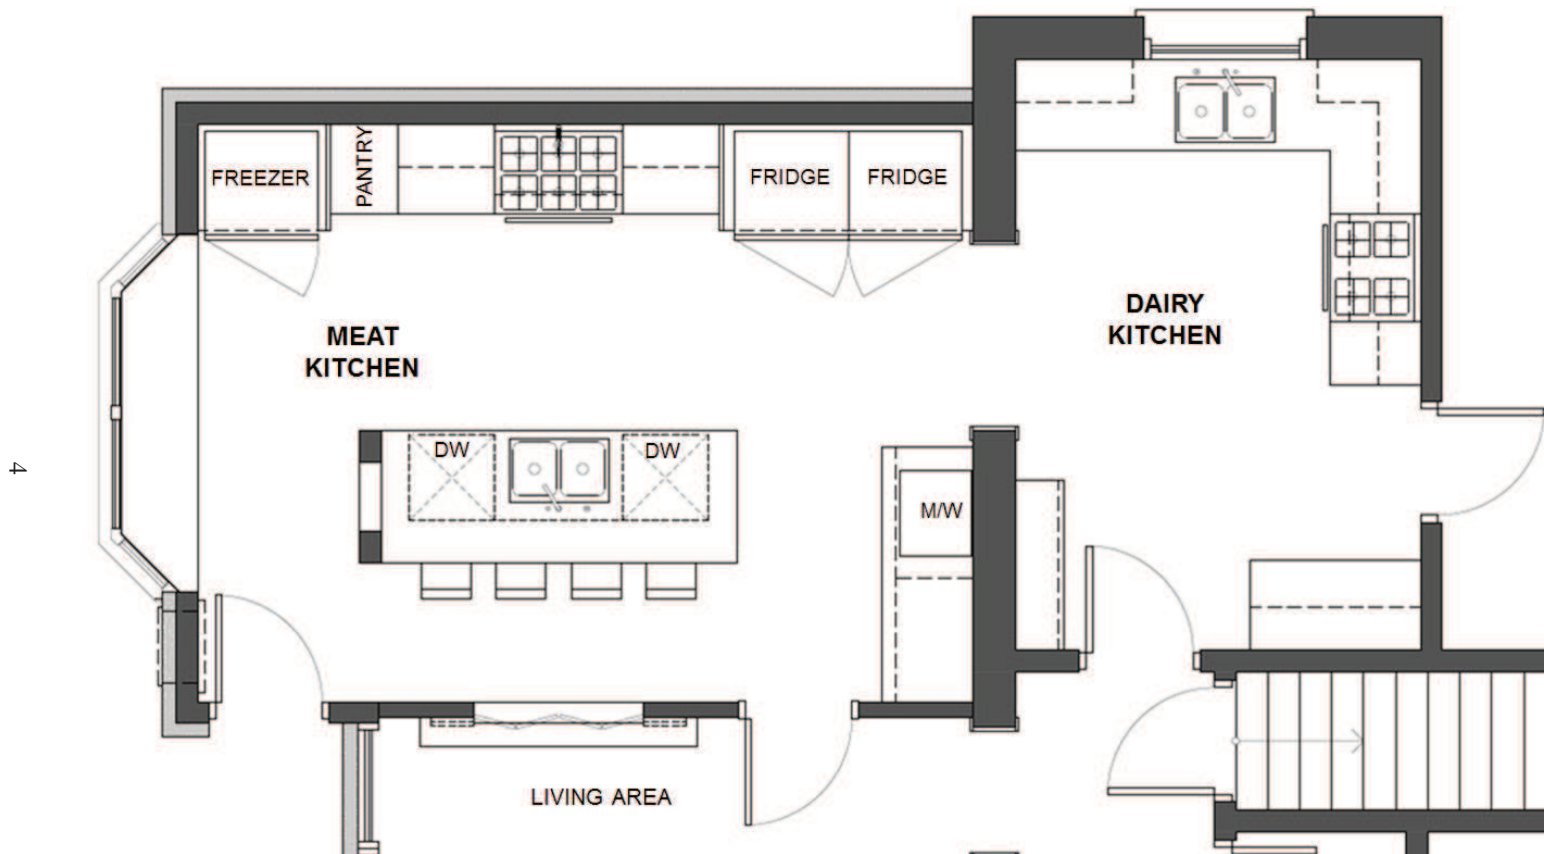 FREEZER
PANTRY
FRIDGE
FRIDGE
MEAT
KITCHEN
DAIRY
KITCHEN
DW
DW
M/W
4
LIVING AREA